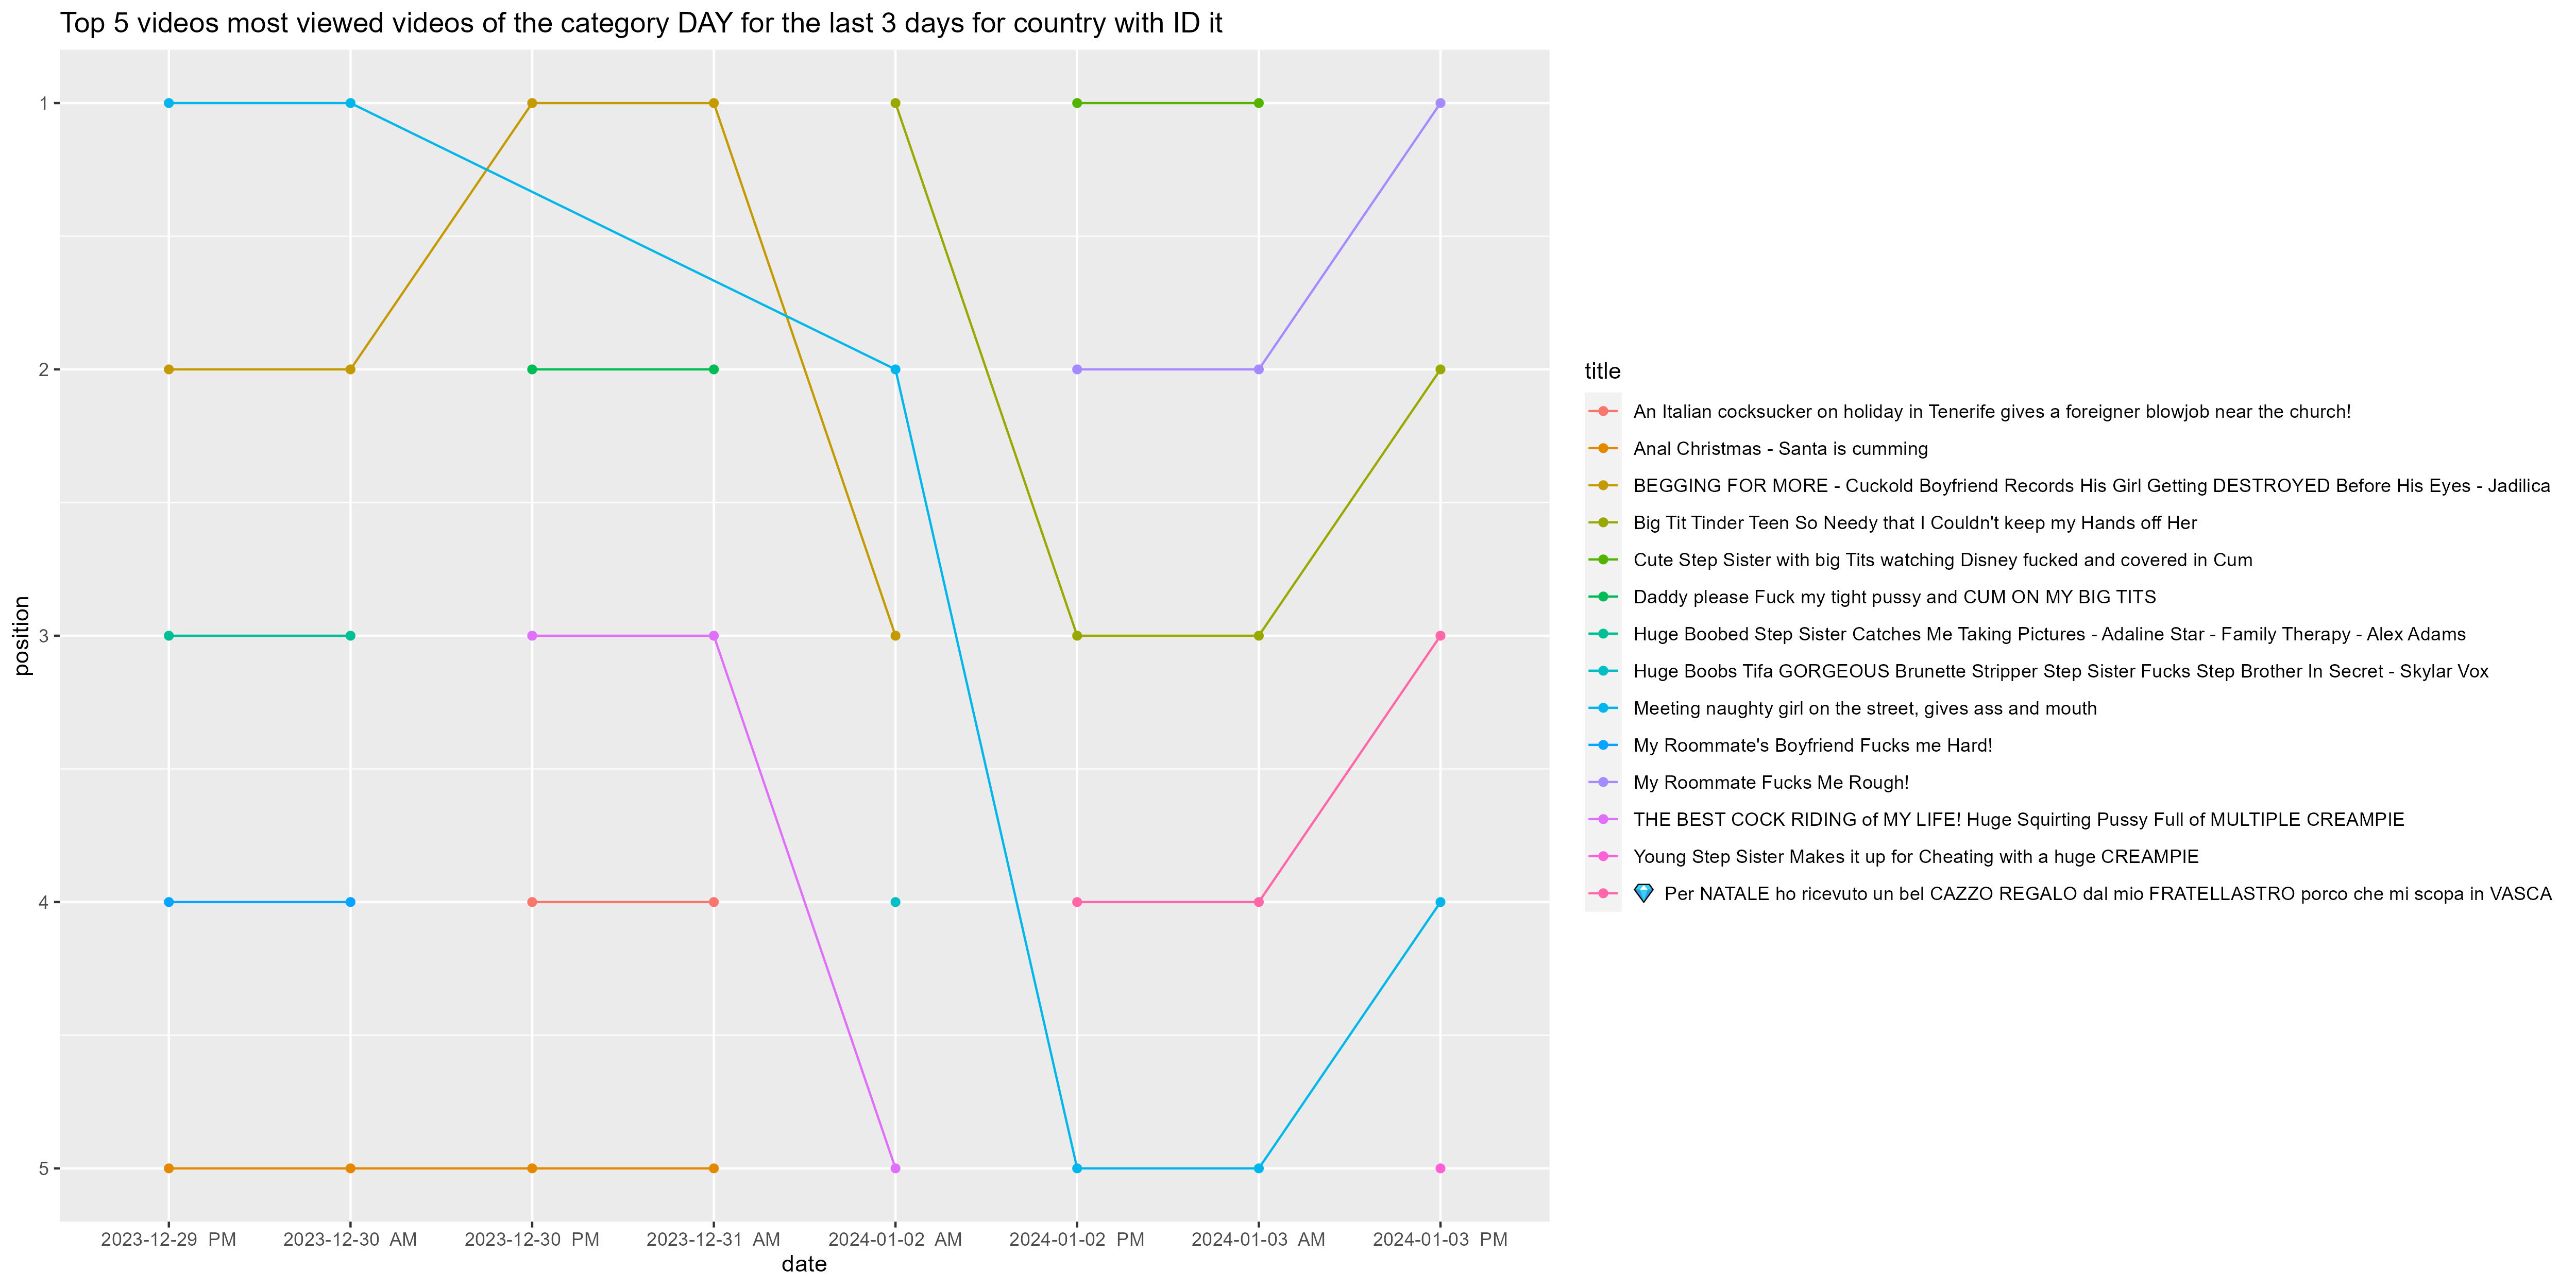 Top 5 videos most viewed videos of the category DAY for the last 3 days for country with ID it
1
2
3
4
5
position
2023-12-29 PM
2023-12-30 AM
2023-12-30 PM
2023-12-31 AM
2024-01-02 AM
2024-01-02 PM
2024-01-03 AM
2024-01-03 PM
date
title
An Italian cocksucker on holiday in Tenerife gives a foreigner blowjob near the church!
Anal Christmas - Santa is cumming
BEGGING FOR MORE - Cuckold Boyfriend Records His Girl Getting DESTROYED Before His Eyes - Jadilica
Big Tit Tinder Teen So Needy that I Couldn't keep my Hands off Her
Cute Step Sister with big Tits watching Disney fucked and covered in Cum
Daddy please Fuck my tight pussy and CUM ON MY BIG TITS
Huge Boobed Step Sister Catches Me Taking Pictures - Adaline Star - Family Therapy - Alex Adams
Huge Boobs Tifa GORGEOUS Brunette Stripper Step Sister Fucks Step Brother In Secret - Skylar Vox
Meeting naughty girl on the street, gives ass and mouth
My Roommate's Boyfriend Fucks me Hard!
My Roommate Fucks Me Rough!
THE BEST COCK RIDING of MY LIFE! Huge Squirting Pussy Full of MULTIPLE CREAMPIE
Young Step Sister Makes it up for Cheating with a huge CREAMPIE
💎 Per NATALE ho ricevuto un bel CAZZO REGALO dal mio FRATELLASTRO porco che mi scopa in VASCA